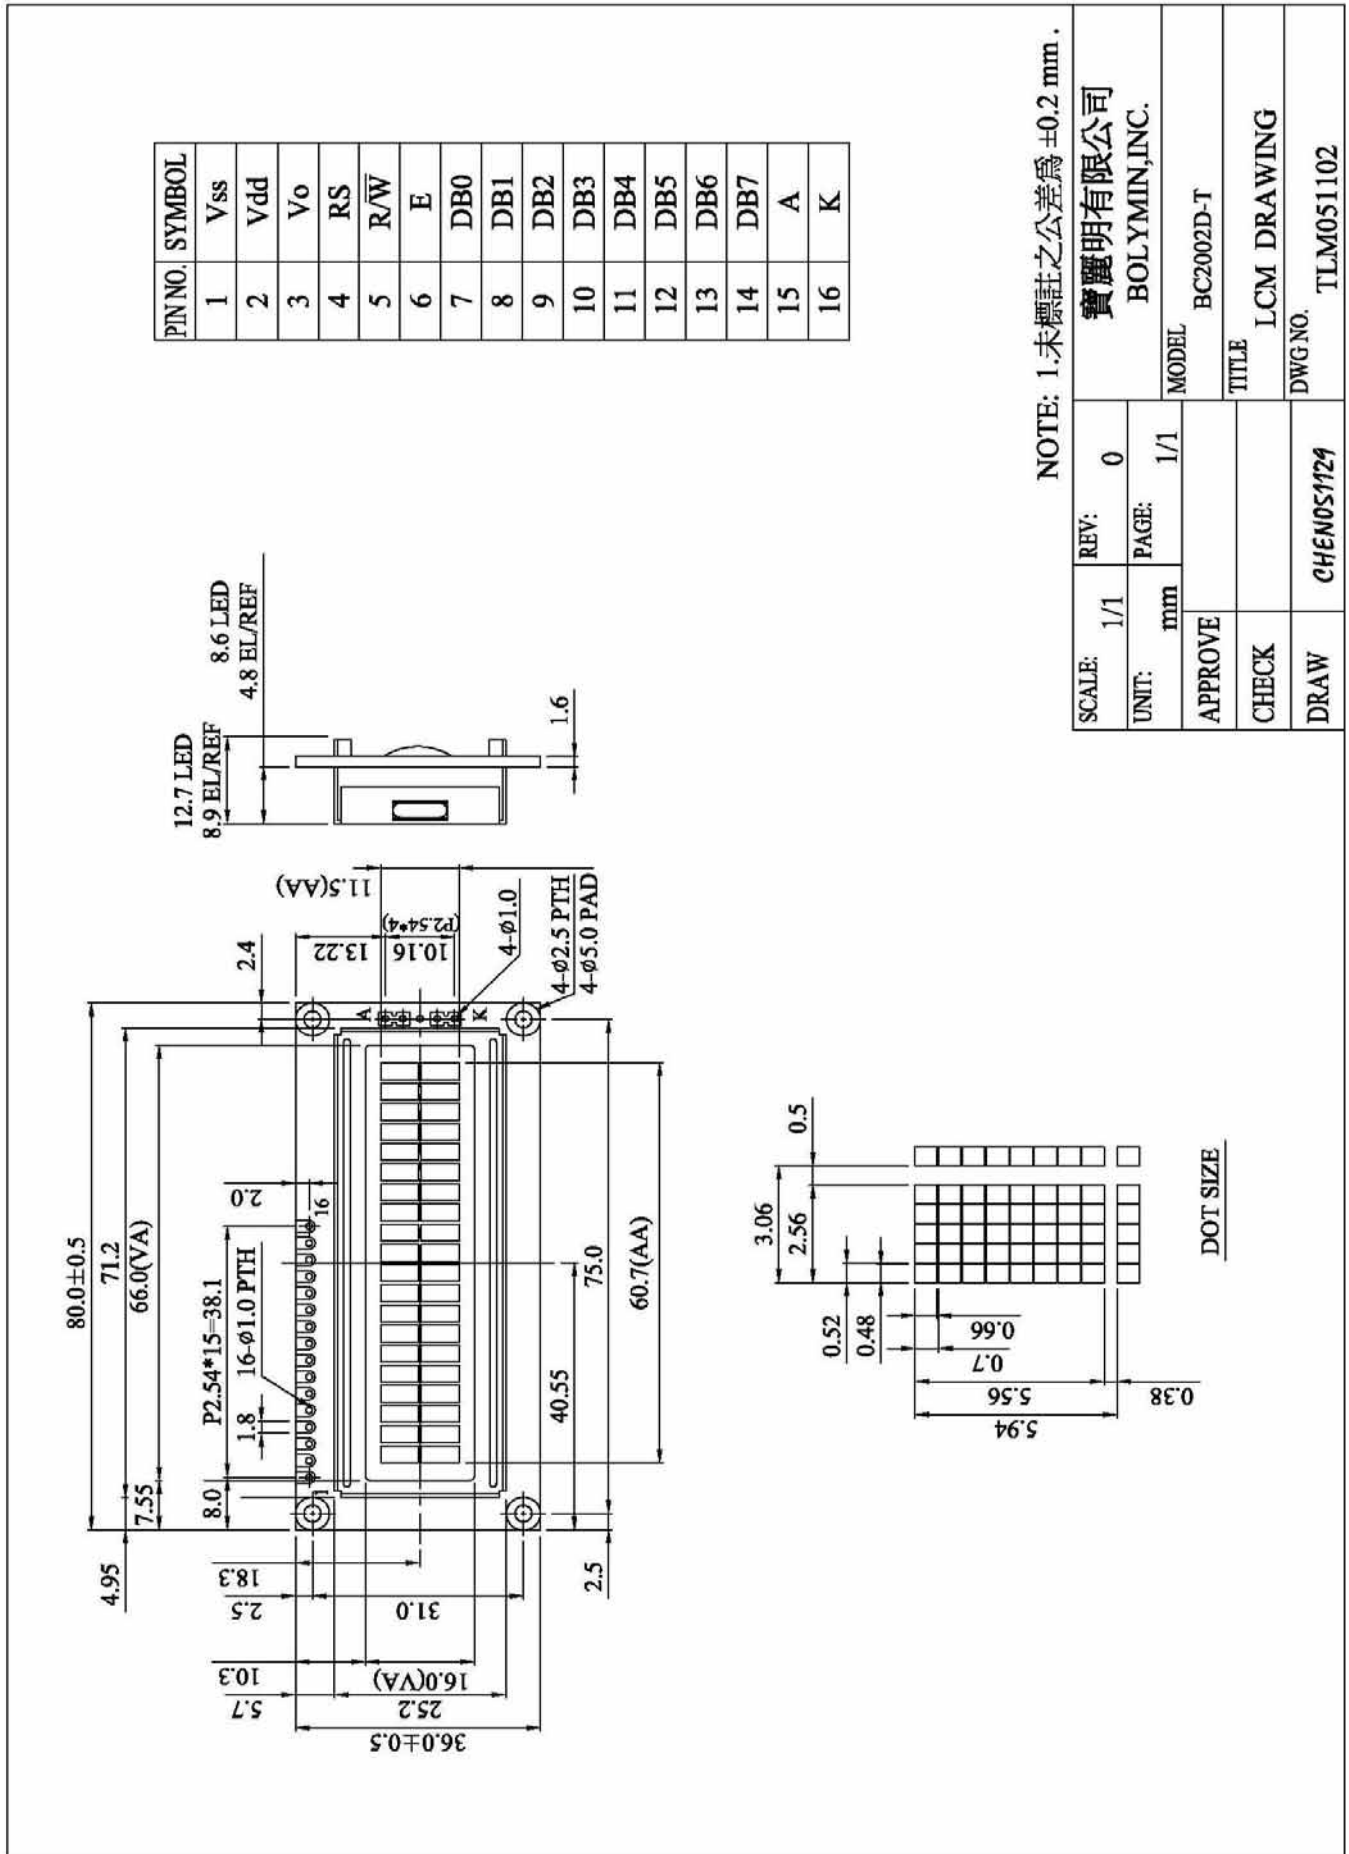 80.0±0.5
71.2
66.0(VA)
4.95
7.55
P2.54*15=38.1
8.0
1.8
16-ø1.0 PTH
2.0
1
16
2.4
13.22
10.16
(P2.54*4)
11.5(AA)
A
K
4-ø1.0
4-ø2.5 PTH
4-ø5.0 PAD
18.3
2.5
31.0
10.3
16.0(VA)
5.7
25.2
36.0±0.5
2.5
40.55
75.0
60.7(AA)
12.7 LED
8.9 EL/REF
8.6 LED
4.8 EL/REF
1.6
PIN NO. SYMBOL
1 Vss
2 Vdd
3 Vo
4 RS
5 R/W̅
6 E
7 DB0
8 DB1
9 DB2
10 DB3
11 DB4
12 DB5
13 DB6
14 DB7
15 A
16 K
3.06
2.56
0.5
0.52
0.48
0.66
0.7
5.56
5.94
0.38
DOT SIZE
NOTE: 1.未標註之公差爲 ±0.2 mm .
SCALE: 1/1
REV: 0
寶麗明有限公司
BOLYMIN,INC.
UNIT: mm
PAGE: 1/1
MODEL
BC2002D-T
APPROVE
CHECK
TITLE
LCM DRAWING
DRAW CHEN051129
DWG NO.
TLM051102